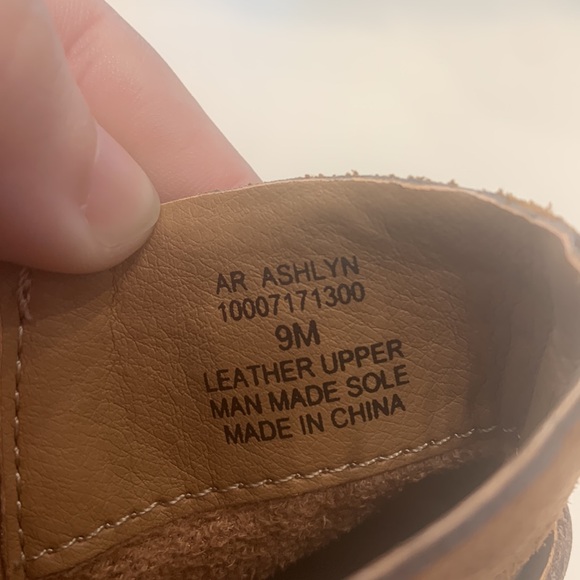 AR ASHLYN
10007171300
9M
LEATHER UPPER
MAN MADE SOLE
MADE IN CHINA